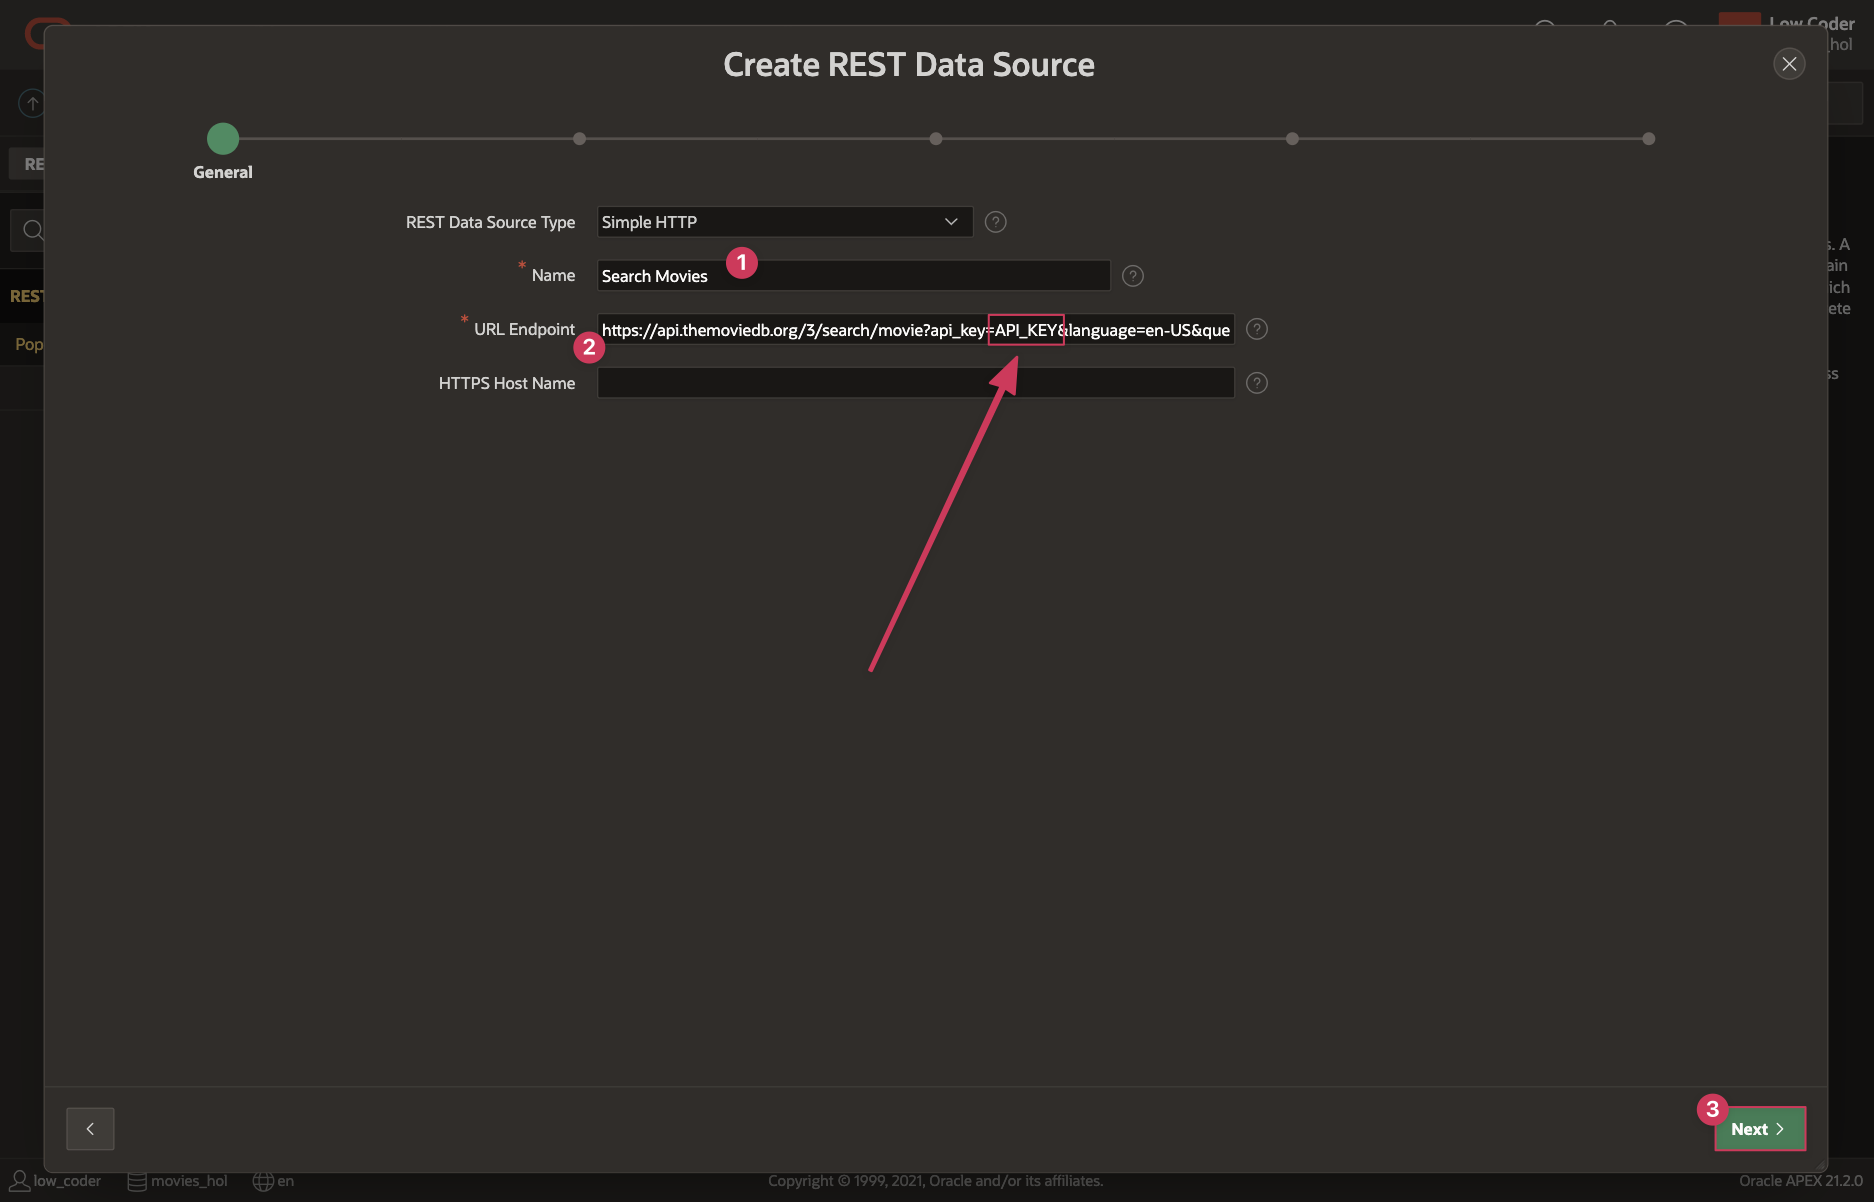 Low Coder
hol
Create REST Data Source
General
RE
REST Data Source Type
Simple HTTP
* Name
Search Movies
1
REST
* URL Endpoint
https://api.themoviedb.org/3/search/movie?api_key=API_KEY&language=en-US&que
2
Pop
HTTPS Host Name
s. A
ain
ich
ete
ss
3
Next
low_coder
movies_hol
en
Copyright © 1999, 2021, Oracle and/or its affiliates.
Oracle APEX 21.2.0